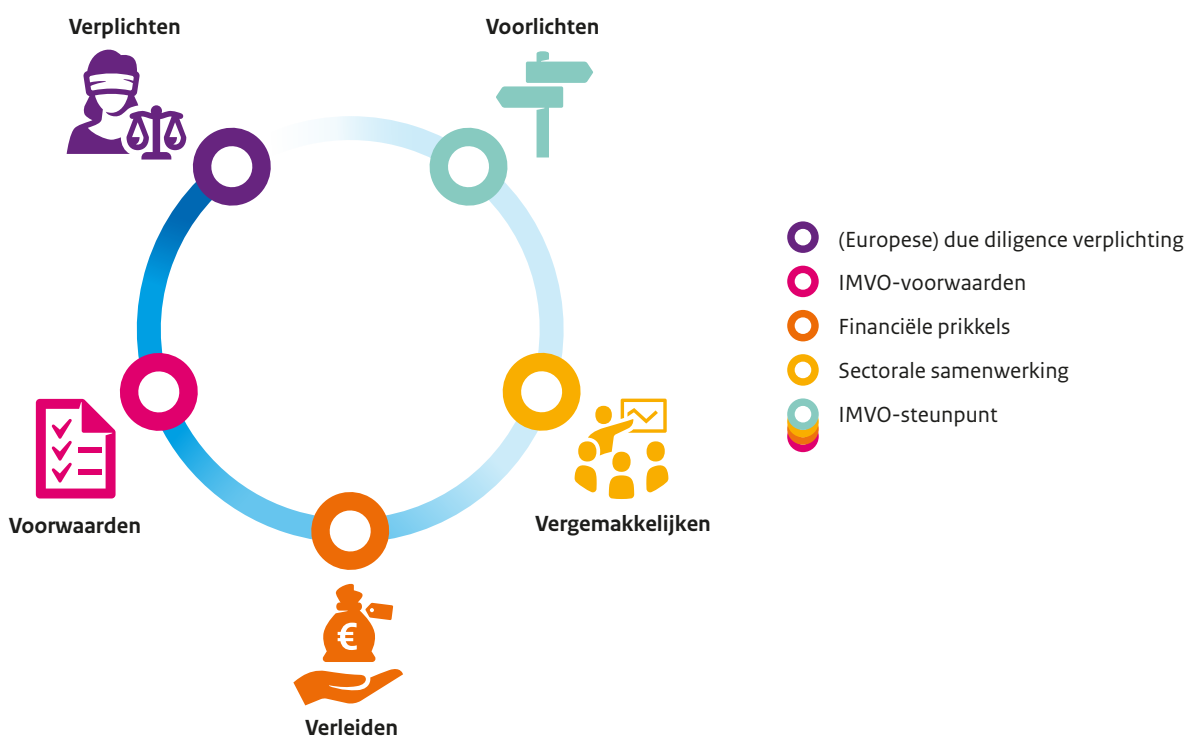 Verplichten
Voorlichten
Voorwaarden
Vergemakkelijken
€
Verleiden
(Europese) due diligence verplichting
IMVO-voorwaarden
Financiële prikkels
Sectorale samenwerking
IMVO-steunpunt